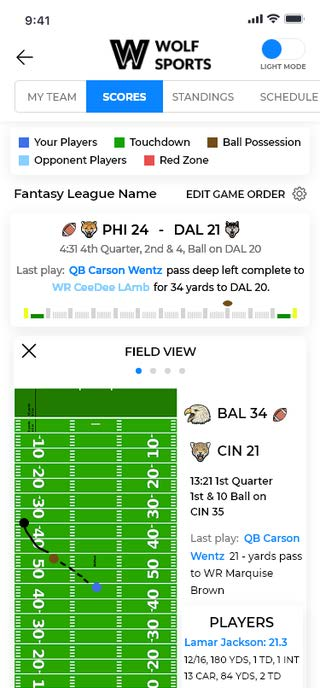 9:41
WOLF
SPORTS
LIGHT MODE
MY TEAM
SCORES
STANDINGS
SCHEDULE
Your Players
Touchdown
Ball Possession
Opponent Players
Red Zone
Fantasy League Name
EDIT GAME ORDER
PHI 24 - DAL 21
4:31 4th Quarter, 2nd & 4, Ball on DAL 20
Last play: QB Carson Wentz pass deep left complete to
WR CeeDee LAmb for 34 yards to DAL 20.
FIELD VIEW
BAL 34
CIN 21
13:21 1st Quarter
1st & 10 Ball on
CIN 35
Last play: QB Carson
Wentz 21 - yards pass
to WR Marquise
Brown
PLAYERS
Lamar Jackson: 21.3
12/16, 180 YDS, 1 TD, 1 INT
13 CAR, 84 YDS, 2 TD
10 10
20 20
30 30
40 40
50 50
40 40
30 30
20 20
10 10